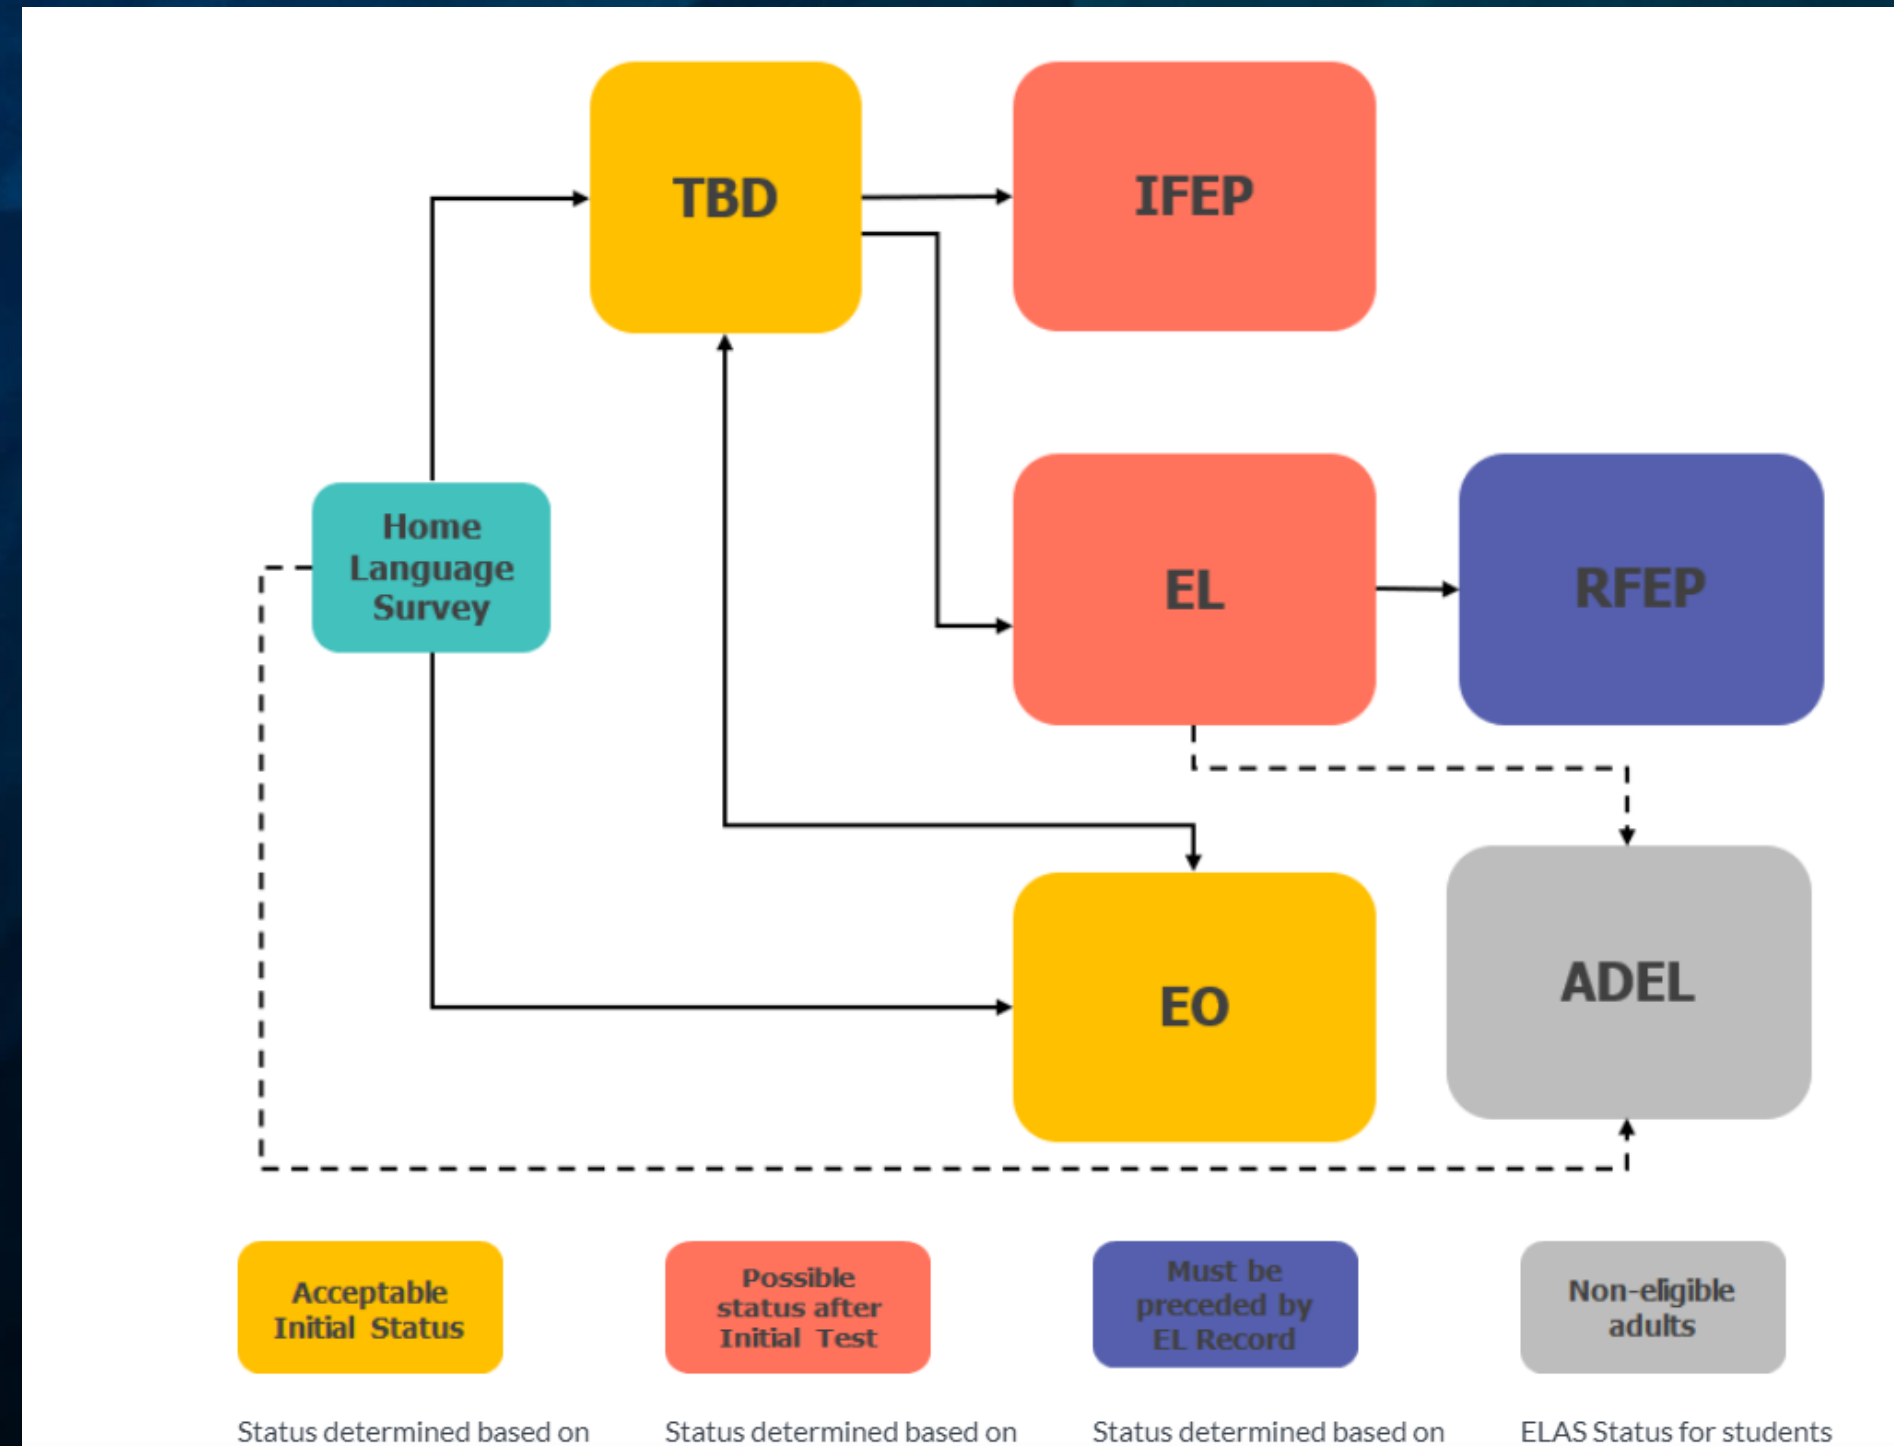 TBD
IFEP
Home
Language
Survey
EL
RFEP
EO
ADEL
Acceptable
Initial Status
Possible
status after
Initial Test
Must be
preceded by
EL Record
Non-eligible
adults
Status determined based on
Status determined based on
Status determined based on
ELAS Status for students